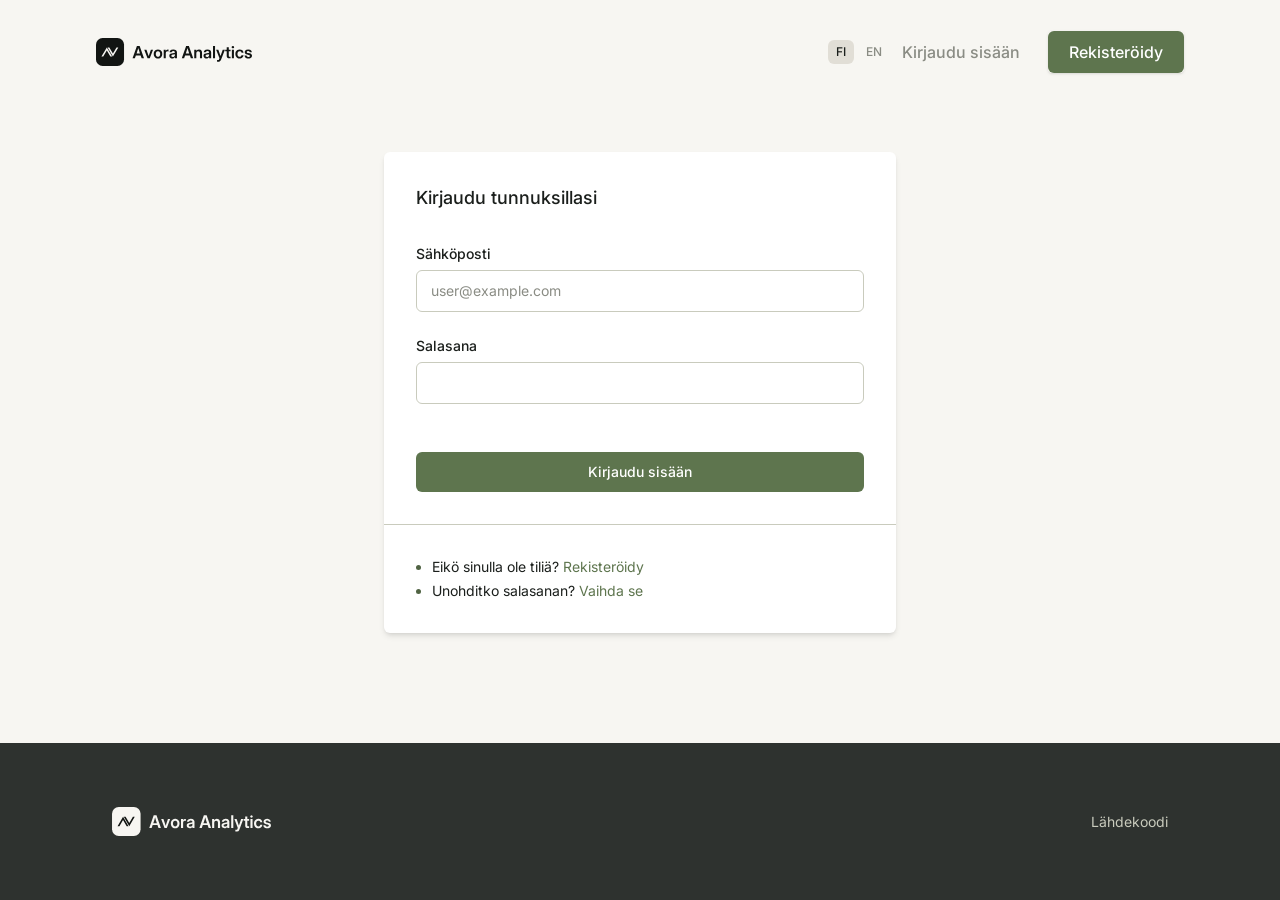 Avora Analytics
FI EN Kirjaudu sisään Rekisteröidy
Kirjaudu tunnuksillasi
Sähköposti
user@example.com
Salasana
Kirjaudu sisään
Eikö sinulla ole tiliä? Rekisteröidy
Unohditko salasanan? Vaihda se
Avora Analytics
Lähdekoodi